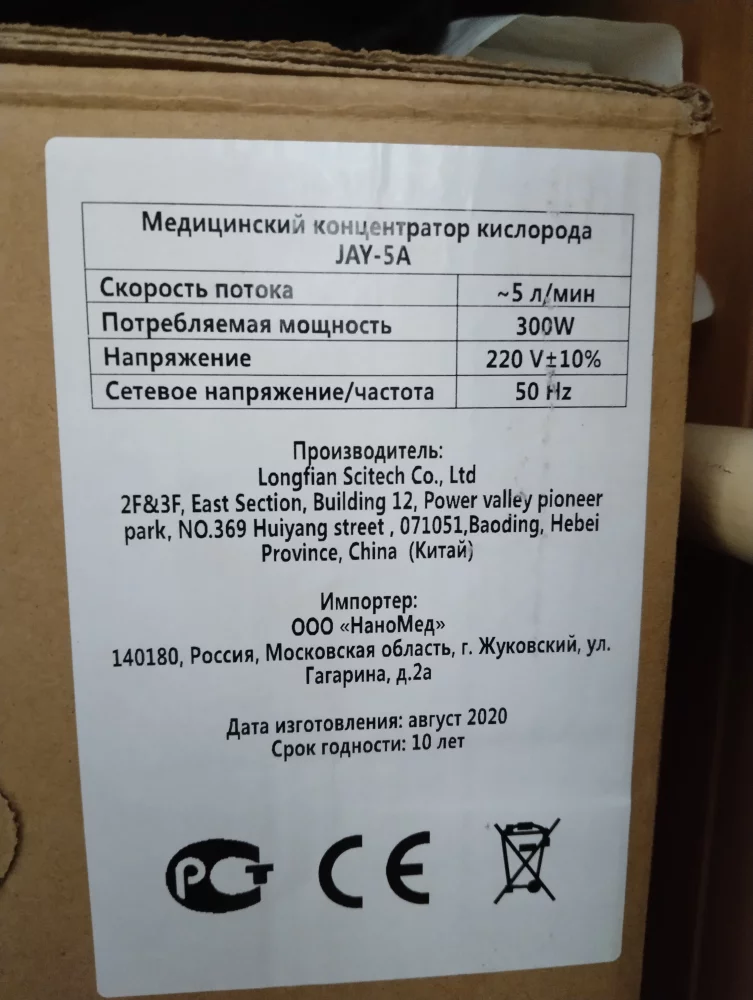 Медицинский концентратор кислорода
JAY-5A
Скорость потока ~5 л/мин
Потребляемая мощность 300W
Напряжение 220 V±10%
Сетевое напряжение/частота 50 Hz
Производитель:
Longfian Scitech Co., Ltd
2F&3F, East Section, Building 12, Power valley pioneer
park, NO.369 Huiyang street , 071051,Baoding, Hebei
Province, China (Китай)
Импортер:
ООО «НаноМед»
140180, Россия, Московская область, г. Жуковский, ул.
Гагарина, д.2а
Дата изготовления: август 2020
Срок годности: 10 лет
РСТ CE